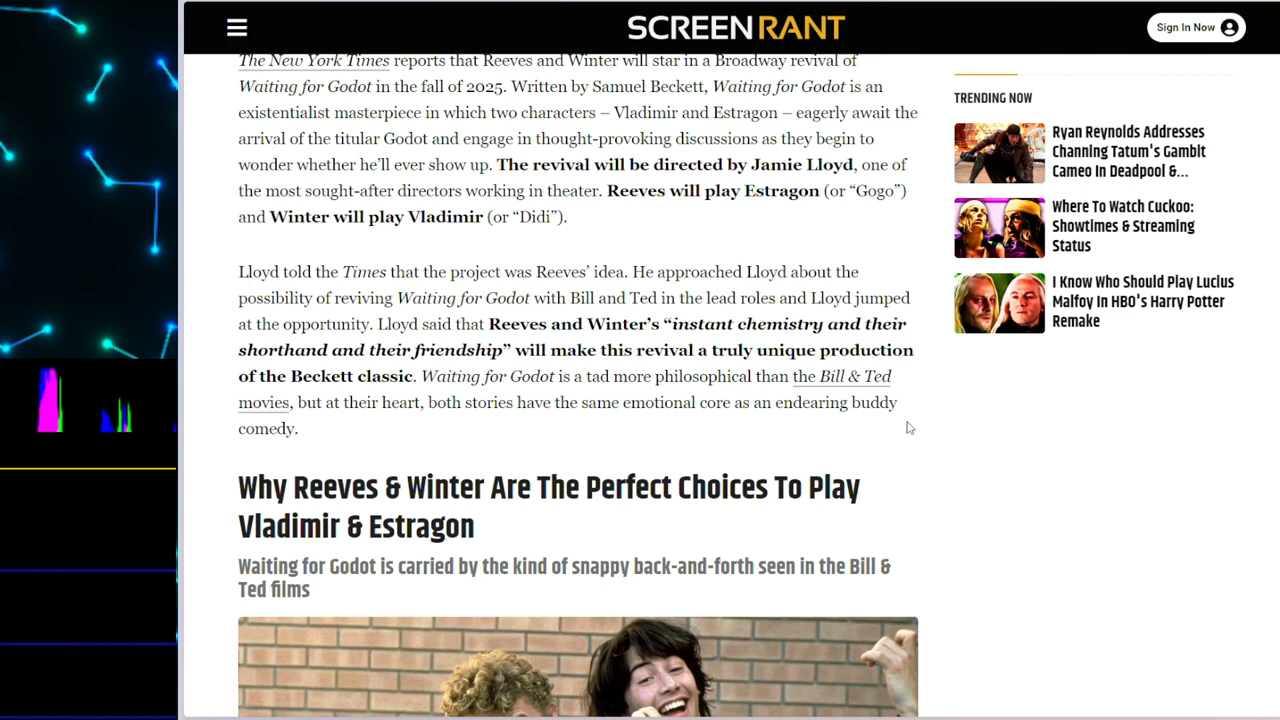 SCREENRANT
Sign In Now
The New York Times reports that Reeves and Winter will star in a Broadway revival of
Waiting for Godot in the fall of 2025. Written by Samuel Beckett, Waiting for Godot is an
existentialist masterpiece in which two characters – Vladimir and Estragon – eagerly await the
arrival of the titular Godot and engage in thought-provoking discussions as they begin to
wonder whether he'll ever show up. The revival will be directed by Jamie Lloyd, one of
the most sought-after directors working in theater. Reeves will play Estragon (or “Gogo”)
and Winter will play Vladimir (or “Didi”).
Lloyd told the Times that the project was Reeves’ idea. He approached Lloyd about the
possibility of reviving Waiting for Godot with Bill and Ted in the lead roles and Lloyd jumped
at the opportunity. Lloyd said that Reeves and Winter’s “instant chemistry and their
shorthand and their friendship” will make this revival a truly unique production
of the Beckett classic. Waiting for Godot is a tad more philosophical than the Bill & Ted
movies, but at their heart, both stories have the same emotional core as an endearing buddy
comedy.
Why Reeves & Winter Are The Perfect Choices To Play
Vladimir & Estragon
Waiting for Godot is carried by the kind of snappy back-and-forth seen in the Bill &
Ted films
TRENDING NOW
Ryan Reynolds Addresses
Channing Tatum's Gambit
Cameo In Deadpool &...
Where To Watch Cuckoo:
Showtimes & Streaming
Status
I Know Who Should Play Lucius
Malfoy In HBO's Harry Potter
Remake